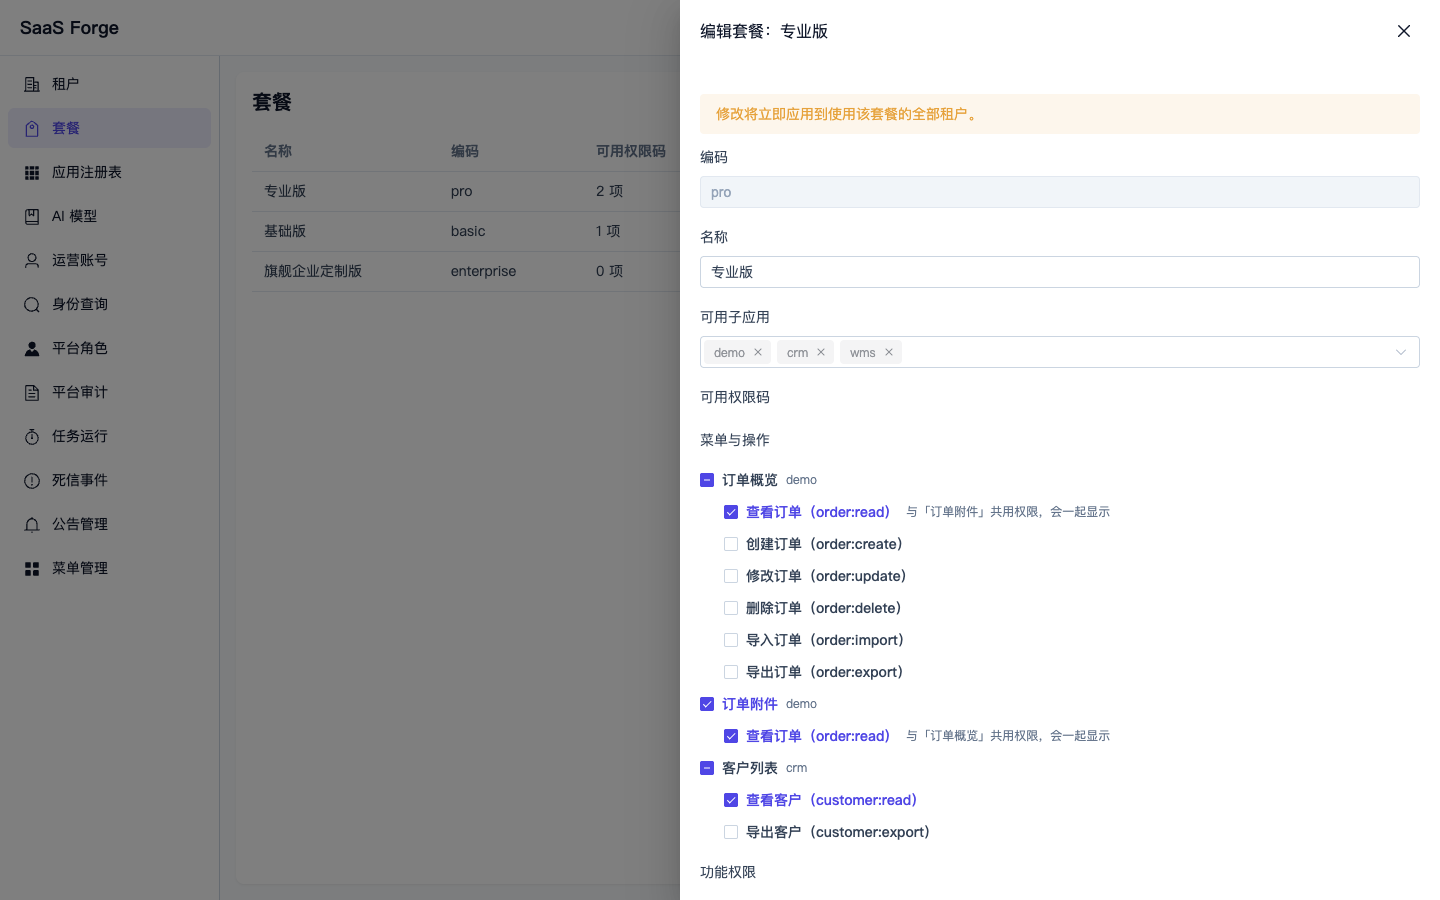 SaaS Forge
租户
套餐
应用注册表
AI 模型
运营账号
身份查询
平台角色
平台审计
任务运行
死信事件
公告管理
菜单管理
套餐
名称 编码 可用权限码
专业版 pro 2 项
基础版 basic 1 项
旗舰企业定制版 enterprise 0 项
编辑套餐：专业版
修改将立即应用到使用该套餐的全部租户。
编码
pro
名称
专业版
可用子应用
demo crm wms
可用权限码
菜单与操作
订单概览 demo
查看订单（order:read） 与「订单附件」共用权限，会一起显示
创建订单（order:create）
修改订单（order:update）
删除订单（order:delete）
导入订单（order:import）
导出订单（order:export）
订单附件 demo
查看订单（order:read） 与「订单概览」共用权限，会一起显示
客户列表 crm
查看客户（customer:read）
导出客户（customer:export）
功能权限